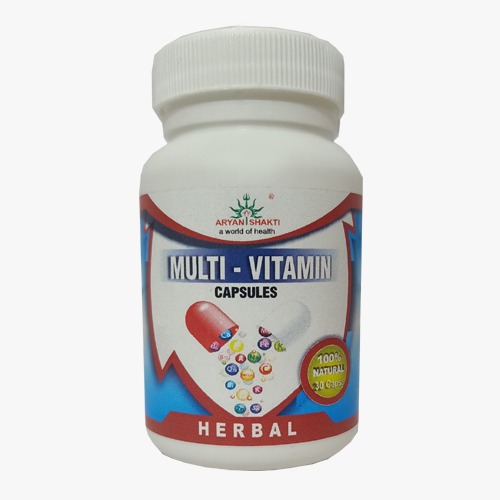 ®
ARYAN SHAKTI
a world of health
MULTI - VITAMIN
CAPSULES
100%
NATURAL
30 Caps
HERBAL